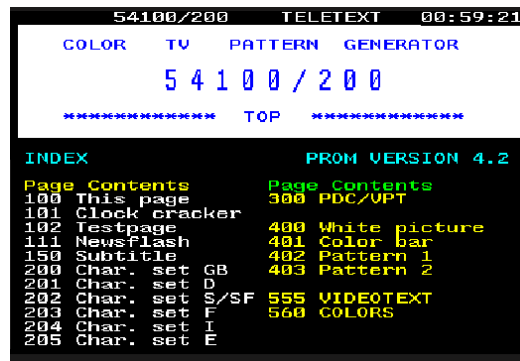 54100/200 TELETEXT 00:59:21
COLOR TV PATTERN GENERATOR
54100/200
************ TOP ************
INDEX PROM VERSION 4.2
Page Contents Page Contents
100 This page 300 PDC/VPT
101 Clock cracker
102 Testpage 400 White picture
111 Newsflash 401 Color bar
150 Subtitle 402 Pattern 1
200 Char. set GB 403 Pattern 2
201 Char. set D
202 Char. set S/SF 555 VIDEOTEXT
203 Char. set F 560 COLORS
204 Char. set I
205 Char. set E